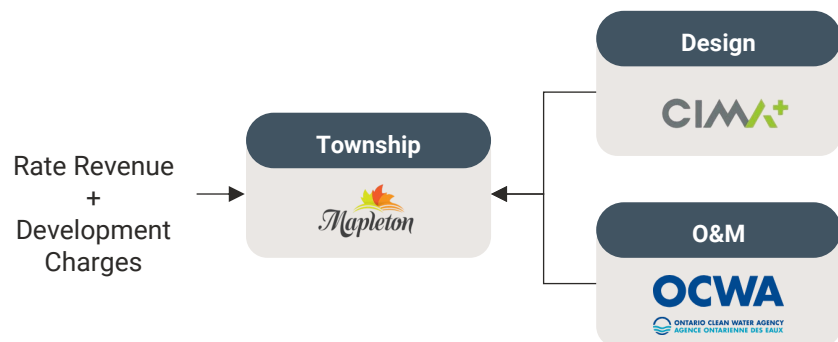 Rate Revenue
+
Development
Charges
Township
Mapleton
Design
CIMA+
O&M
OCWA
ONTARIO CLEAN WATER AGENCY
AGENCE ONTARIENNE DES EAUX